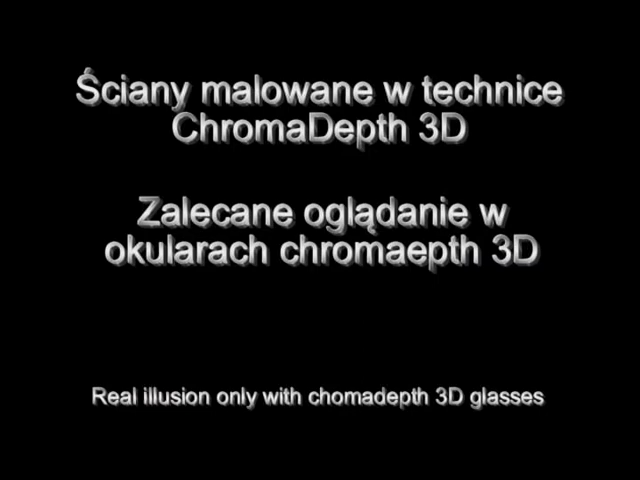 Ściany malowane w technice
ChromaDepth 3D
Zalecane oglądanie w
okularach chromaepth 3D
Real illusion only with chomadepth 3D glasses